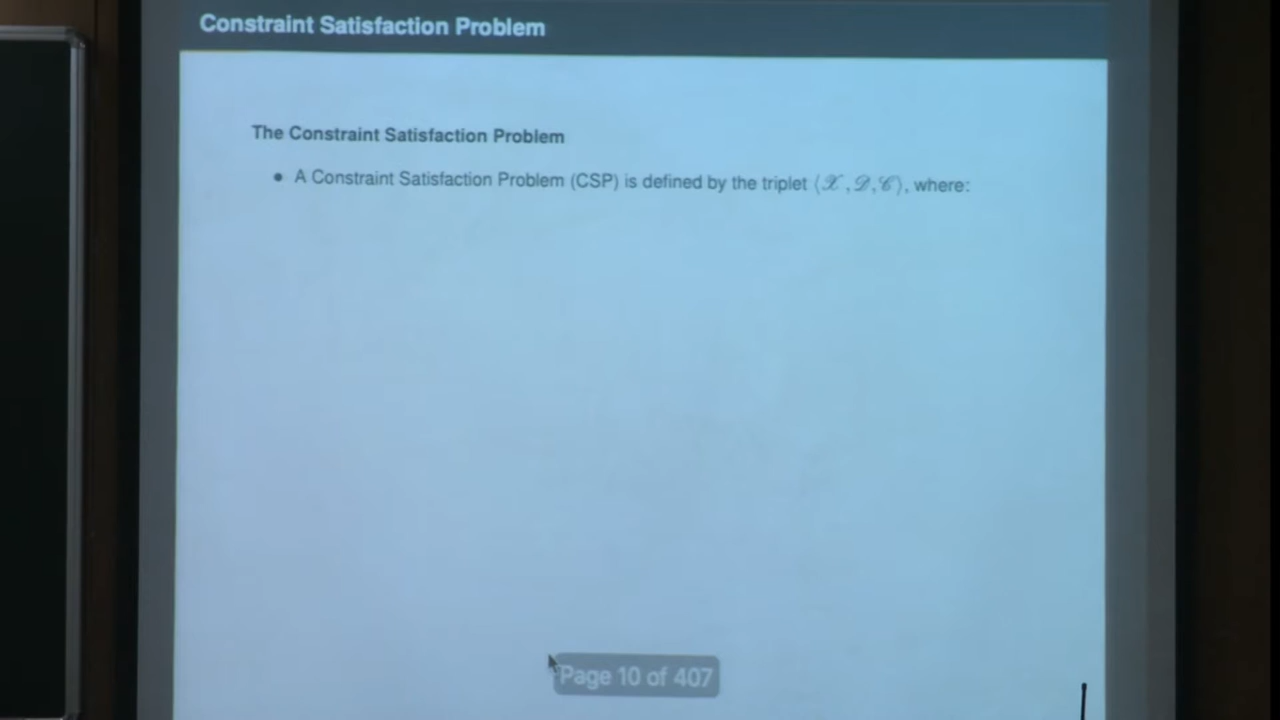 Constraint Satisfaction Problem
The Constraint Satisfaction Problem
• A Constraint Satisfaction Problem (CSP) is defined by the triplet ⟨𝒳, 𝒟, 𝒞⟩, where:
Page 10 of 407